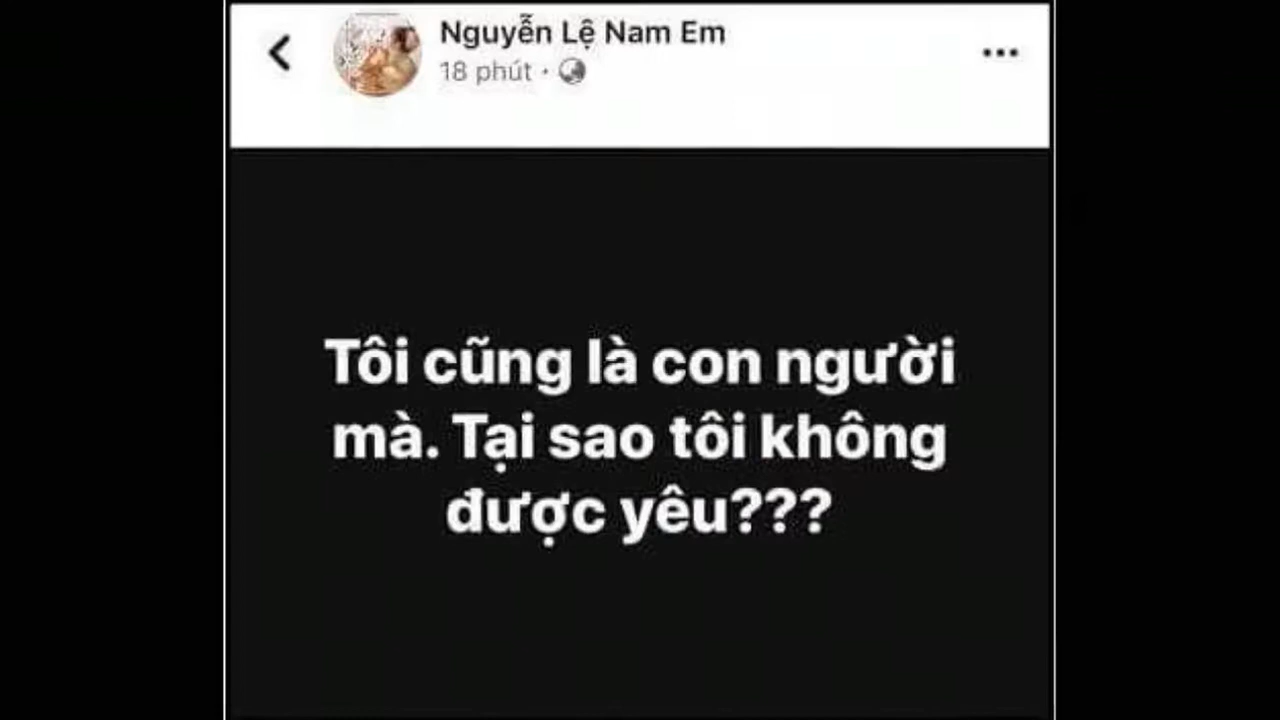 Nguyễn Lệ Nam Em
18 phút ·
Tôi cũng là con người
mà. Tại sao tôi không
được yêu???